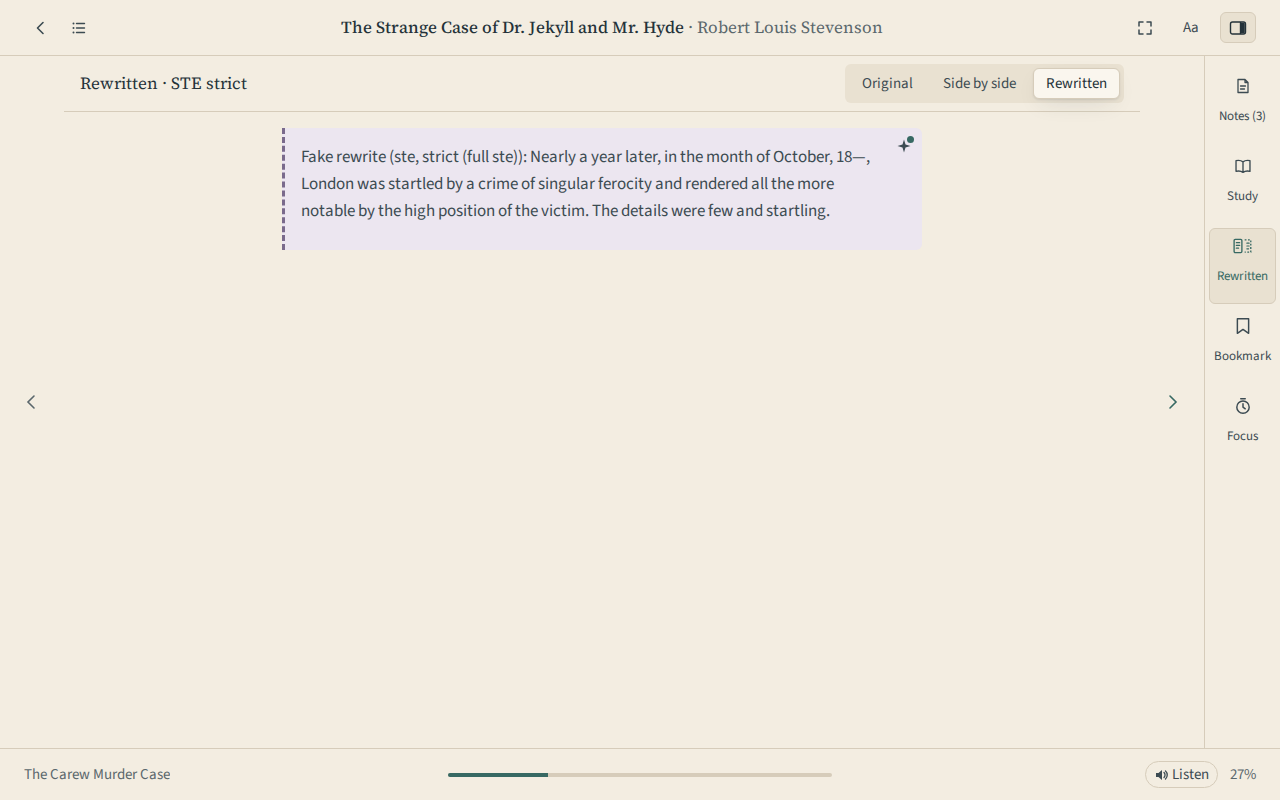 The Strange Case of Dr. Jekyll and Mr. Hyde · Robert Louis Stevenson
Aa
Rewritten · STE strict
Original
Side by side
Rewritten
Fake rewrite (ste, strict (full ste)): Nearly a year later, in the month of October, 18—,
London was startled by a crime of singular ferocity and rendered all the more
notable by the high position of the victim. The details were few and startling.
Notes (3)
Study
Rewritten
Bookmark
Focus
The Carew Murder Case
Listen
27%